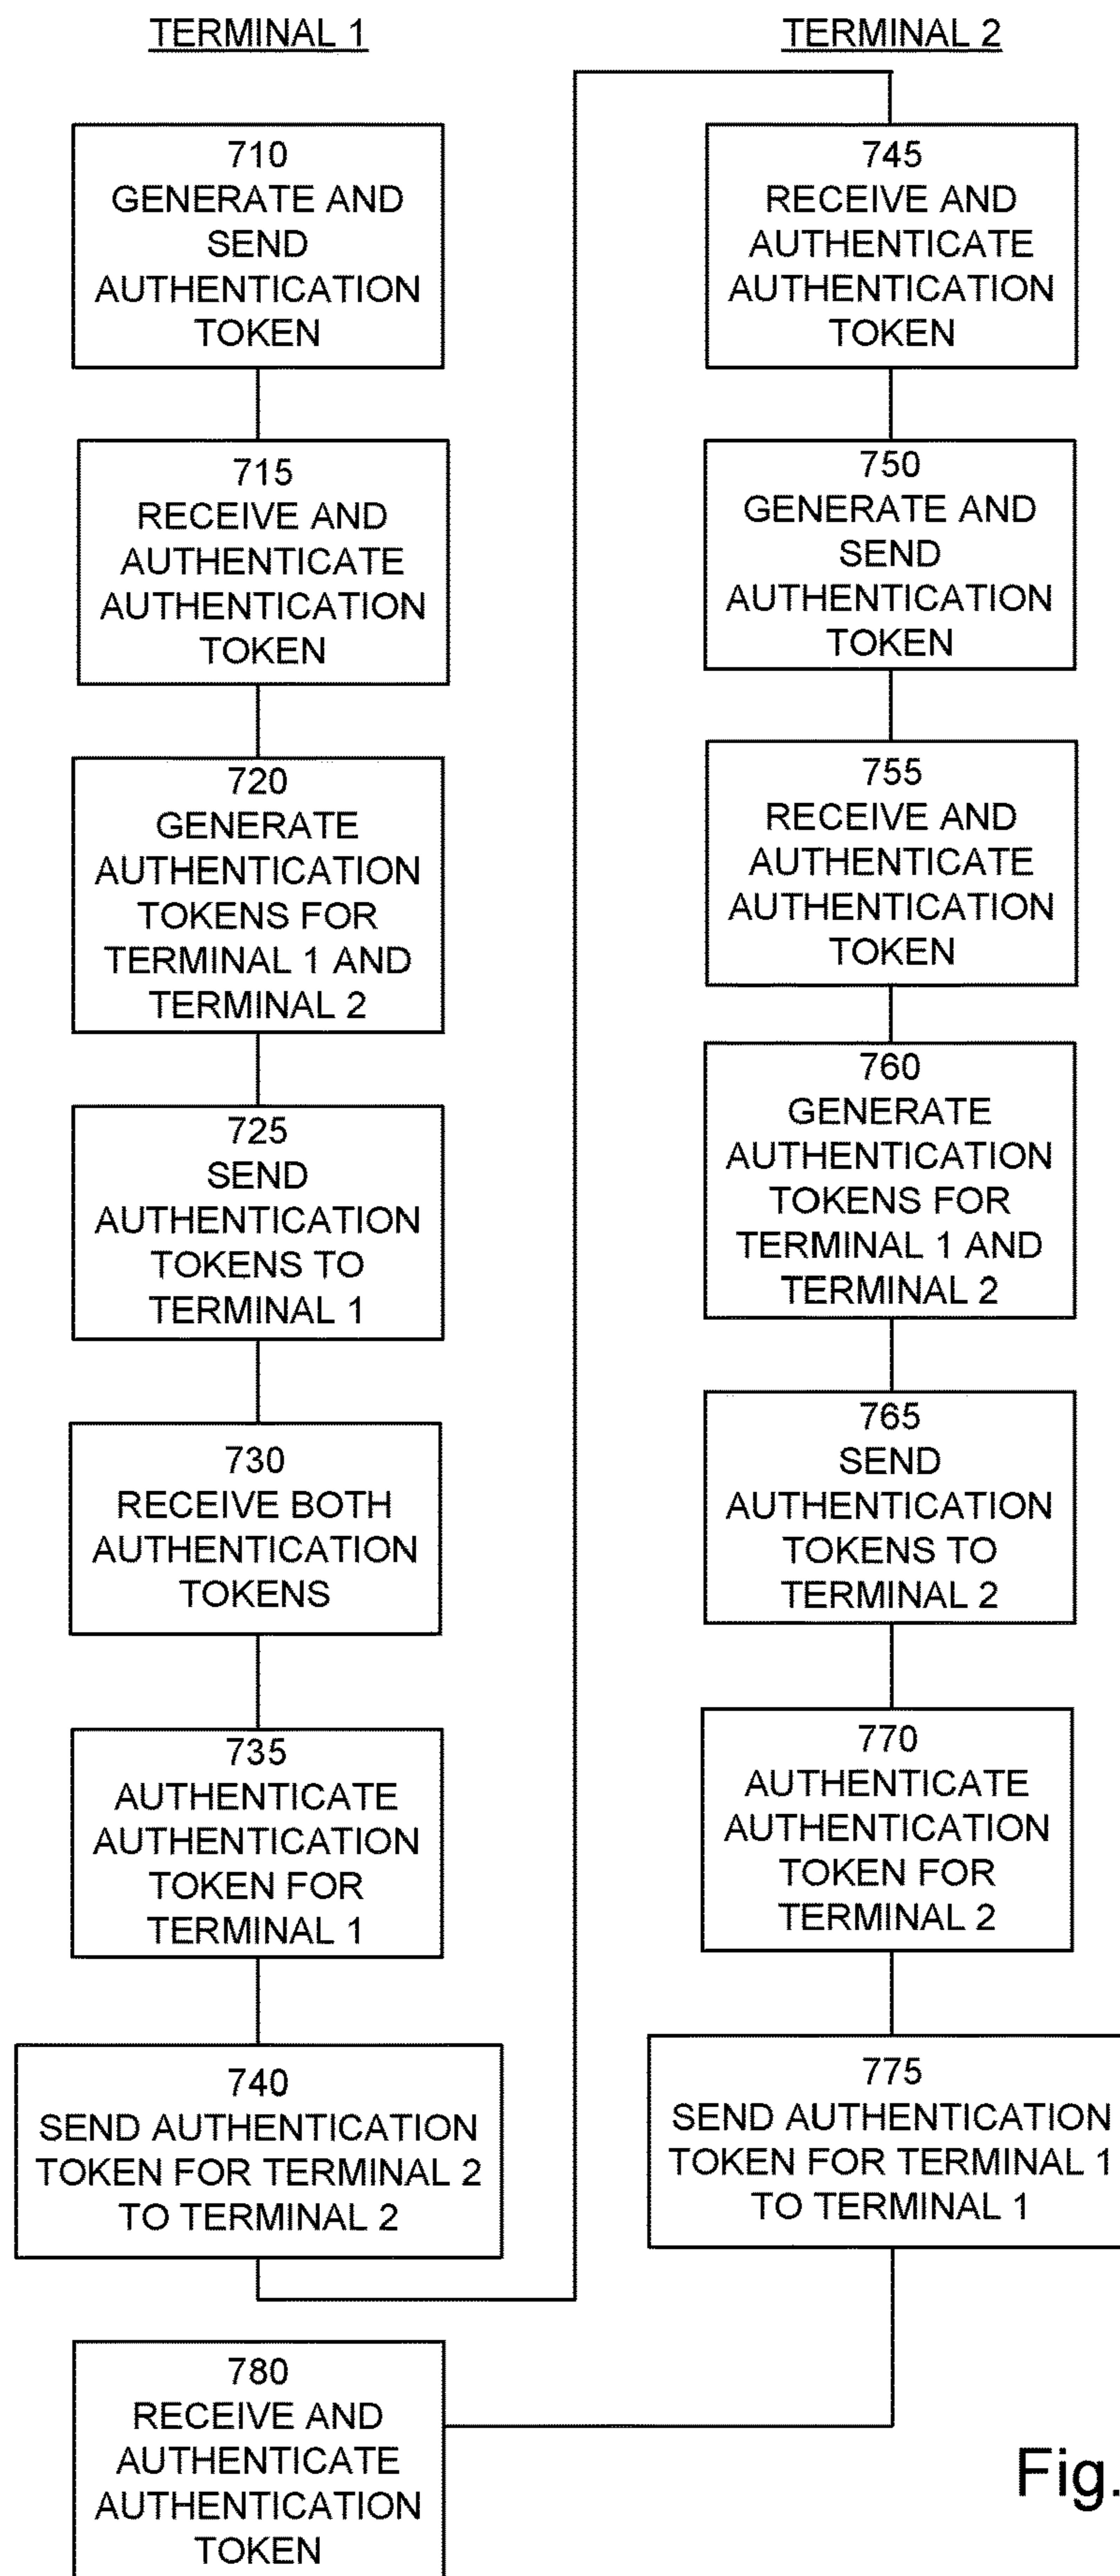 TERMINAL 1
710
GENERATE AND
SEND
AUTHENTICATION
TOKEN
715
RECEIVE AND
AUTHENTICATE
AUTHENTICATION
TOKEN
720
GENERATE
AUTHENTICATION
TOKENS FOR
TERMINAL 1 AND
TERMINAL 2
725
SEND
AUTHENTICATION
TOKENS TO
TERMINAL 1
730
RECEIVE BOTH
AUTHENTICATION
TOKENS
735
AUTHENTICATE
AUTHENTICATION
TOKEN FOR
TERMINAL 1
740
SEND AUTHENTICATION
TOKEN FOR TERMINAL 2
TO TERMINAL 2
TERMINAL 2
745
RECEIVE AND
AUTHENTICATE
AUTHENTICATION
TOKEN
750
GENERATE AND
SEND
AUTHENTICATION
TOKEN
755
RECEIVE AND
AUTHENTICATE
AUTHENTICATION
TOKEN
760
GENERATE
AUTHENTICATION
TOKENS FOR
TERMINAL 1 AND
TERMINAL 2
765
SEND
AUTHENTICATION
TOKENS TO
TERMINAL 2
770
AUTHENTICATE
AUTHENTICATION
TOKEN FOR
TERMINAL 2
775
SEND AUTHENTICATION
TOKEN FOR TERMINAL 1
TO TERMINAL 1
780
RECEIVE AND
AUTHENTICATE
AUTHENTICATION
TOKEN
Fig.